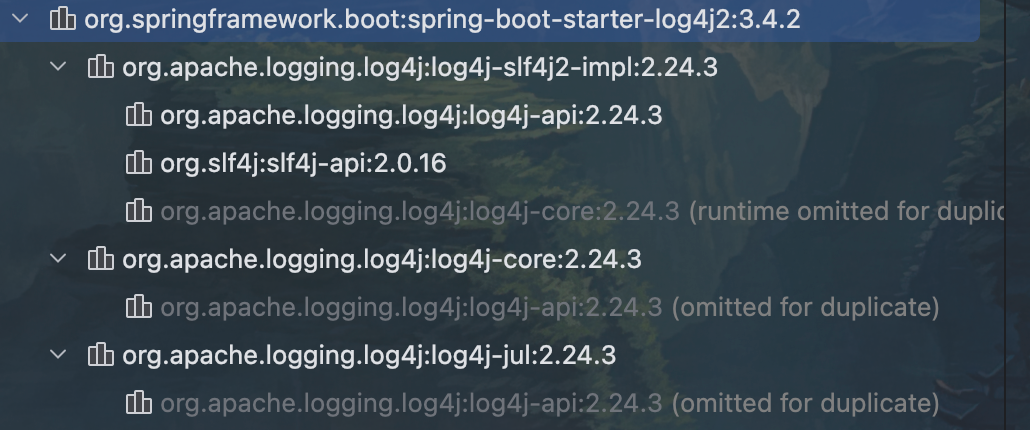 org.springframework.boot:spring-boot-starter-log4j2:3.4.2
org.apache.logging.log4j:log4j-slf4j2-impl:2.24.3
org.apache.logging.log4j:log4j-api:2.24.3
org.slf4j:slf4j-api:2.0.16
org.apache.logging.log4j:log4j-core:2.24.3 (runtime omitted for duplic
org.apache.logging.log4j:log4j-core:2.24.3
org.apache.logging.log4j:log4j-api:2.24.3 (omitted for duplicate)
org.apache.logging.log4j:log4j-jul:2.24.3
org.apache.logging.log4j:log4j-api:2.24.3 (omitted for duplicate)